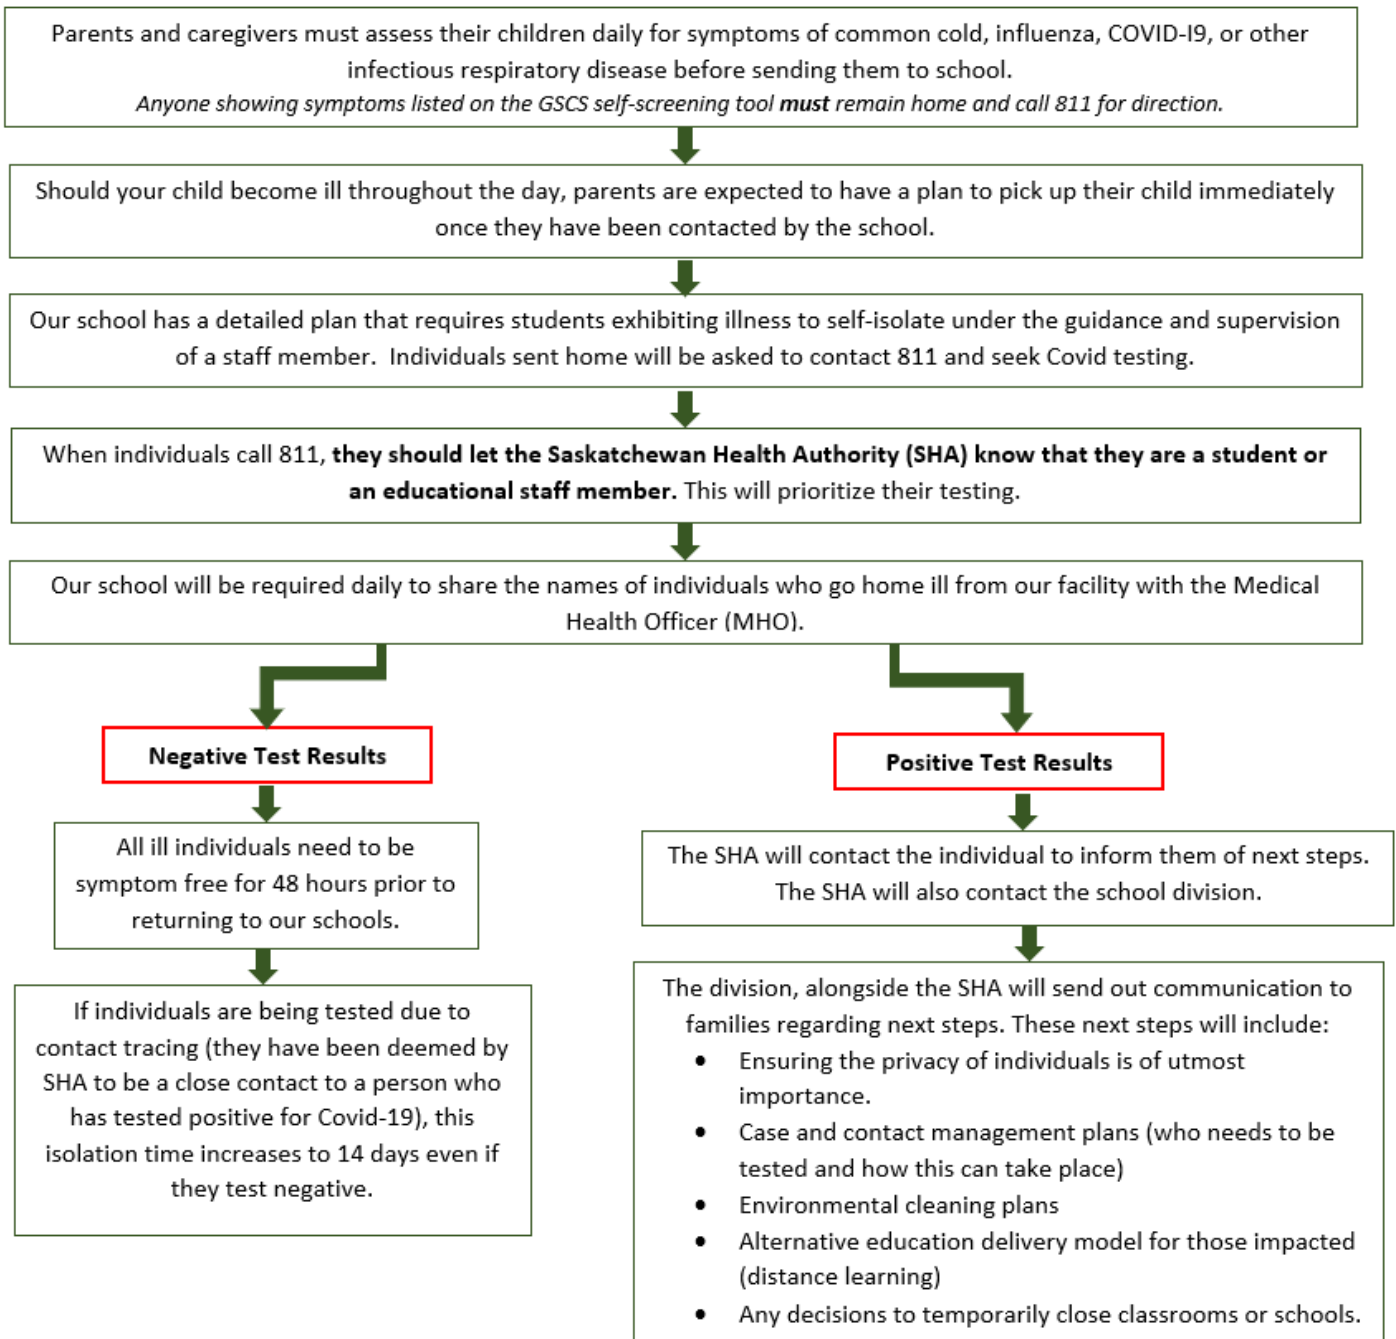 Parents and caregivers must assess their children daily for symptoms of common cold, influenza, COVID-I9, or other
infectious respiratory disease before sending them to school.
Anyone showing symptoms listed on the GSCS self-screening tool must remain home and call 811 for direction.
Should your child become ill throughout the day, parents are expected to have a plan to pick up their child immediately
once they have been contacted by the school.
Our school has a detailed plan that requires students exhibiting illness to self-isolate under the guidance and supervision
of a staff member. Individuals sent home will be asked to contact 811 and seek Covid testing.
When individuals call 811, they should let the Saskatchewan Health Authority (SHA) know that they are a student or
an educational staff member. This will prioritize their testing.
Our school will be required daily to share the names of individuals who go home ill from our facility with the Medical
Health Officer (MHO).
Negative Test Results
All ill individuals need to be
symptom free for 48 hours prior to
returning to our schools.
If individuals are being tested due to
contact tracing (they have been deemed by
SHA to be a close contact to a person who
has tested positive for Covid-19), this
isolation time increases to 14 days even if
they test negative.
Positive Test Results
The SHA will contact the individual to inform them of next steps.
The SHA will also contact the school division.
The division, alongside the SHA will send out communication to
families regarding next steps. These next steps will include:
• Ensuring the privacy of individuals is of utmost
importance.
• Case and contact management plans (who needs to be
tested and how this can take place)
• Environmental cleaning plans
• Alternative education delivery model for those impacted
(distance learning)
• Any decisions to temporarily close classrooms or schools.